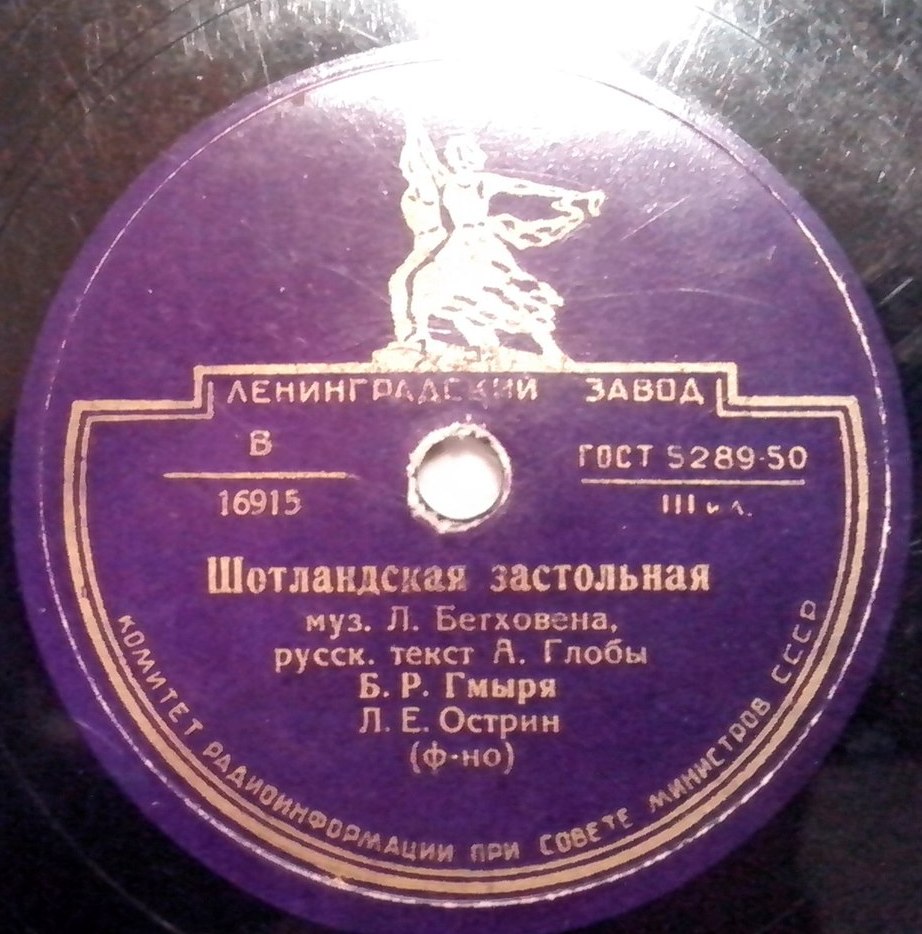 ЛЕНИНГРАДСКИЙ ЗАВОД
В
16915
ГОСТ 5289-50
III и л.
Шотландская застольная
муз. Л. Бетховена,
русск. текст А. Глобы
Б. Р. Гмыря
Л. Е. Острин
(ф-но)
КОМИТЕТ РАДИОИНФОРМАЦИИ ПРИ СОВЕТЕ МИНИСТРОВ СССР